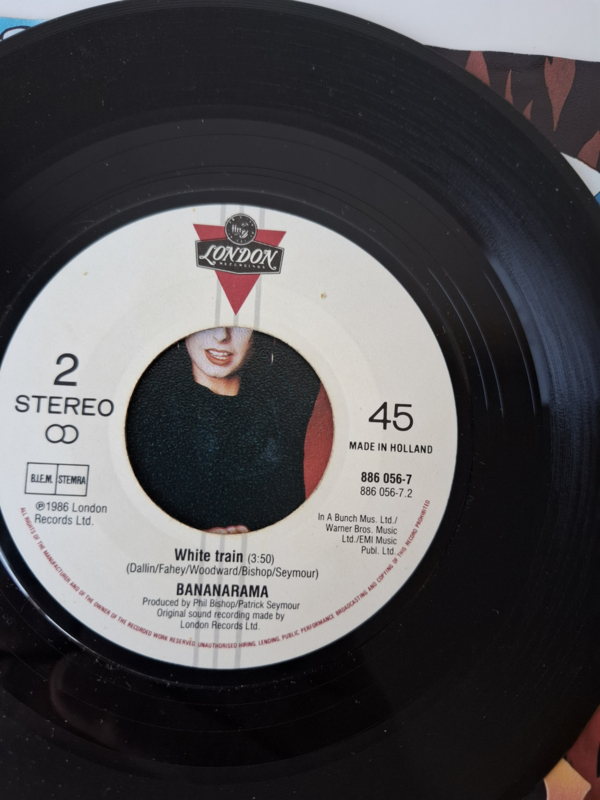 LONDON
RECORDINGS
2
STEREO
45
MADE IN HOLLAND
B.I.E.M. STEMRA
886 056-7
886 056-7.2
℗1986 London
Records Ltd.
In A Bunch Mus. Ltd./
Warner Bros. Music
Ltd./EMI Music
Publ. Ltd.
White train (3:50)
(Dallin/Fahey/Woodward/Bishop/Seymour)
BANANARAMA
Produced by Phil Bishop/Patrick Seymour
Original sound recording made by
London Records Ltd.
ALL RIGHTS OF THE MANUFACTURER AND OF THE OWNER OF THE RECORDED WORK RESERVED. UNAUTHORISED HIRING, LENDING, PUBLIC PERFORMANCE BROADCASTING AND COPYING OF THIS RECORD PROHIBITED